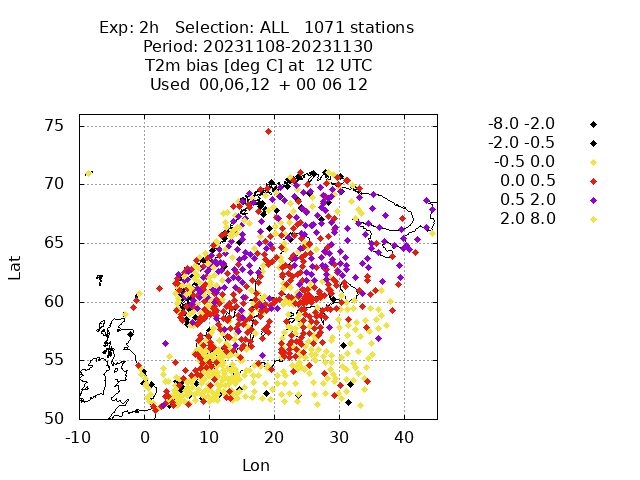 Exp: 2h   Selection: ALL   1071 stations
Period: 20231108-20231130
T2m bias [deg C] at  12 UTC
Used  00,06,12  + 00 06 12
-8.0 -2.0
-2.0 -0.5
-0.5 0.0
0.0 0.5
0.5 2.0
2.0 8.0
75
70
65
60
55
50
Lat
-10 0 10 20 30 40
Lon